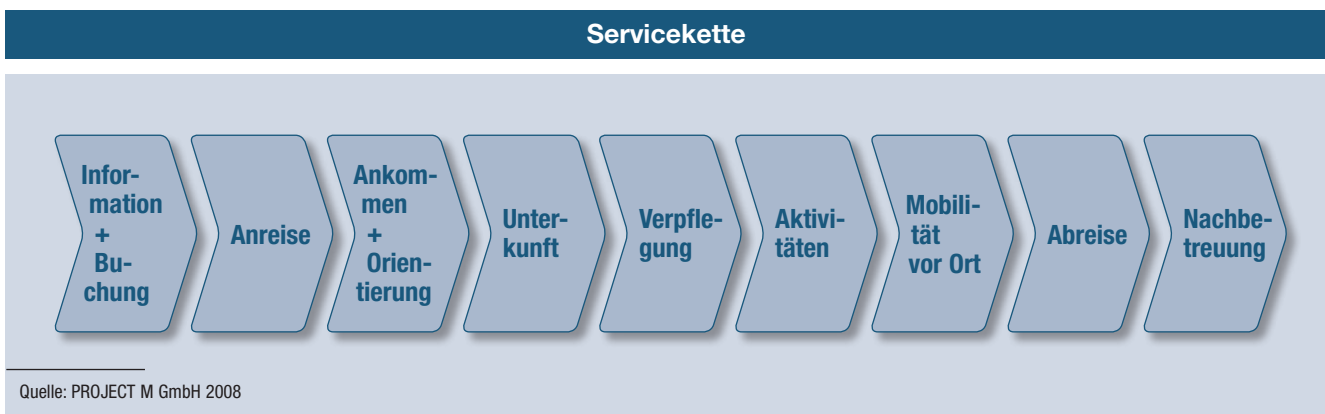 Servicekette
Infor-
mation
+
Bu-
chung
Anreise
Ankom-
men
+
Orien-
tierung
Unter-
kunft
Verpfle-
gung
Aktivi-
täten
Mobili-
tät
vor Ort
Abreise
Nachbe-
treuung
Quelle: PROJECT M GmbH 2008